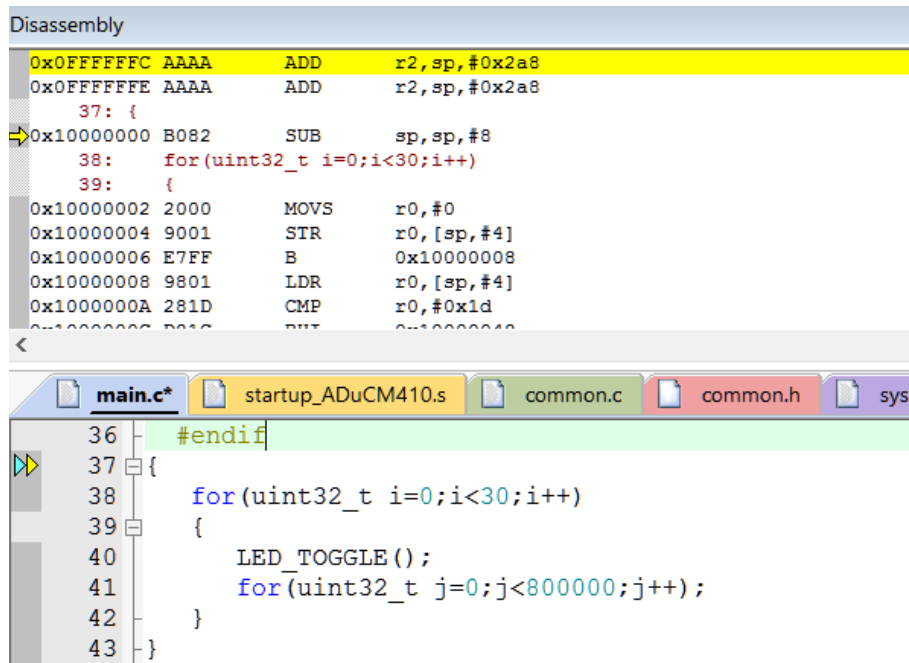 Disassembly
0x0FFFFFFC AAAA ADD r2,sp,#0x2a8
0x0FFFFFFE AAAA ADD r2,sp,#0x2a8
37: {
0x10000000 B082 SUB sp,sp,#8
38: for(uint32_t i=0;i<30;i++)
39: {
0x10000002 2000 MOVS r0,#0
0x10000004 9001 STR r0,[sp,#4]
0x10000006 E7FF B 0x10000008
0x10000008 9801 LDR r0,[sp,#4]
0x1000000A 281D CMP r0,#0x1d
main.c* startup_ADuCM410.s common.c common.h sys
36 #endif
37 {
38 for(uint32_t i=0;i<30;i++)
39 {
40 LED_TOGGLE();
41 for(uint32_t j=0;j<800000;j++);
42 }
43 }